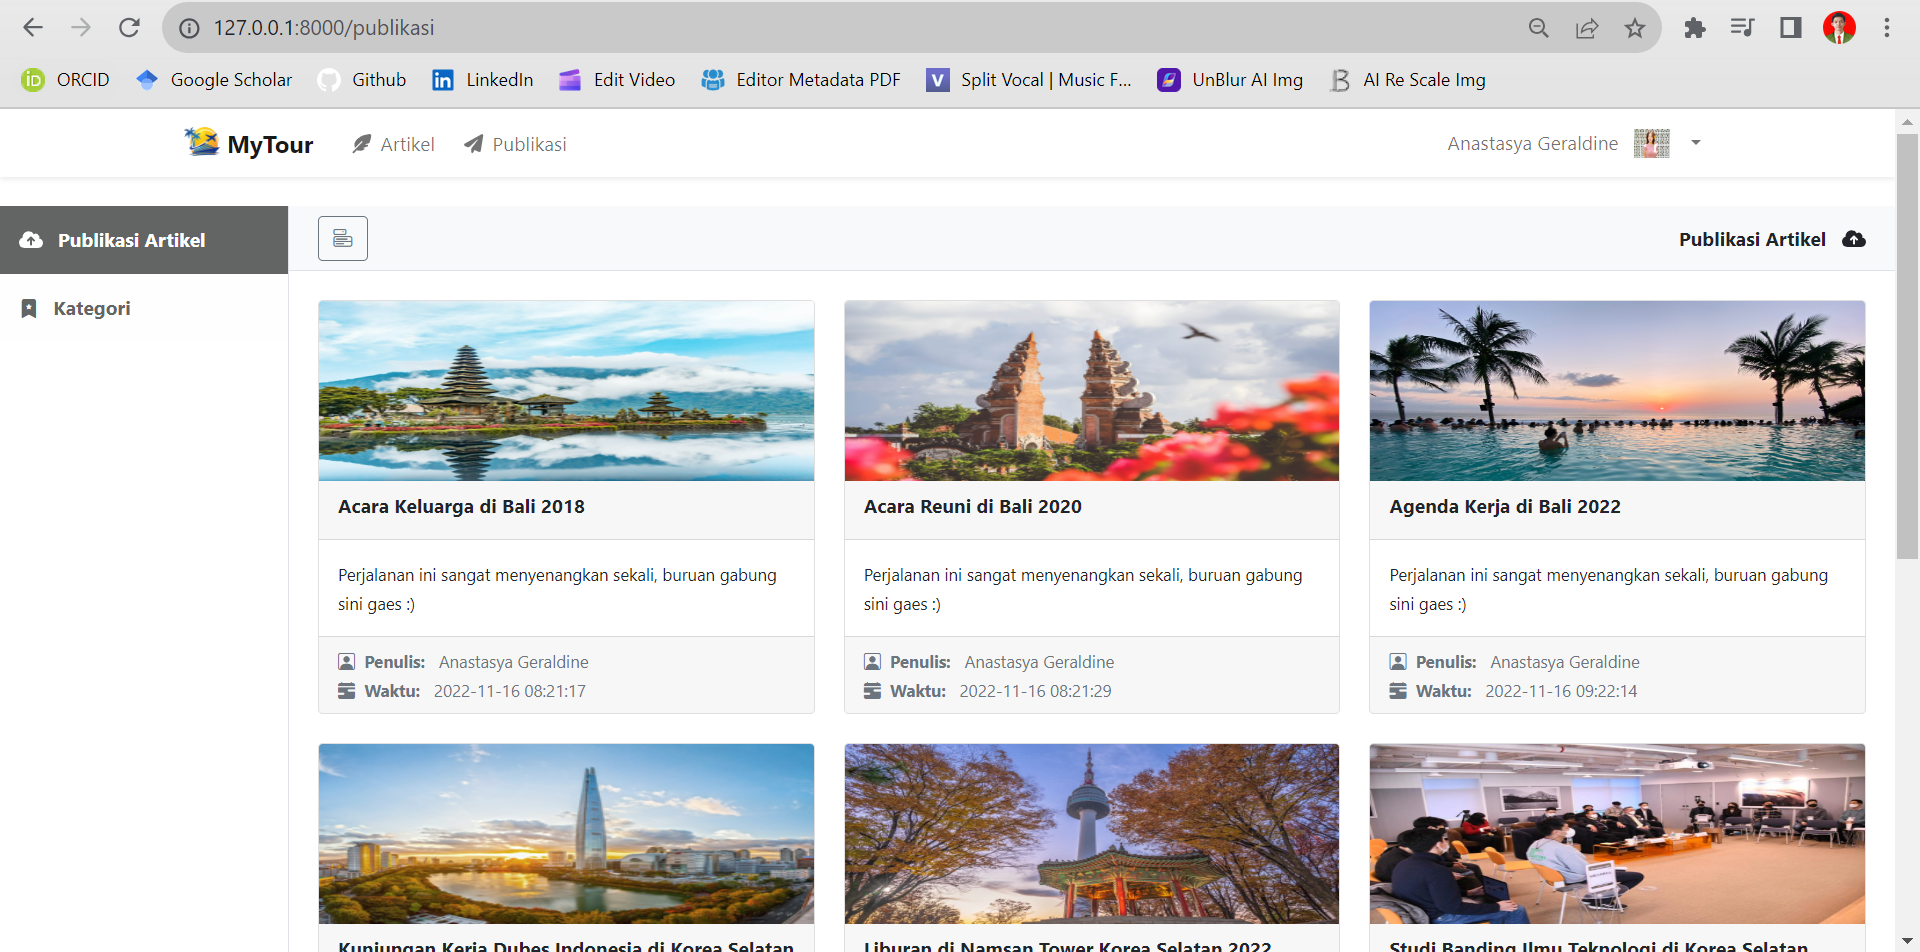 127.0.0.1:8000/publikasi
ORCID Google Scholar Github LinkedIn Edit Video Editor Metadata PDF Split Vocal | Music F... UnBlur AI Img AI Re Scale Img
MyTour Artikel Publikasi Anastasya Geraldine
Publikasi Artikel
Kategori
Publikasi Artikel
Acara Keluarga di Bali 2018
Perjalanan ini sangat menyenangkan sekali, buruan gabung
sini gaes :)
Penulis: Anastasya Geraldine
Waktu: 2022-11-16 08:21:17
Acara Reuni di Bali 2020
Perjalanan ini sangat menyenangkan sekali, buruan gabung
sini gaes :)
Penulis: Anastasya Geraldine
Waktu: 2022-11-16 08:21:29
Agenda Kerja di Bali 2022
Perjalanan ini sangat menyenangkan sekali, buruan gabung
sini gaes :)
Penulis: Anastasya Geraldine
Waktu: 2022-11-16 09:22:14
Kunjungan Kerja Dubes Indonesia di Korea Selatan
Liburan di Namsan Tower Korea Selatan 2022
Studi Banding Ilmu Teknologi di Korea Selatan